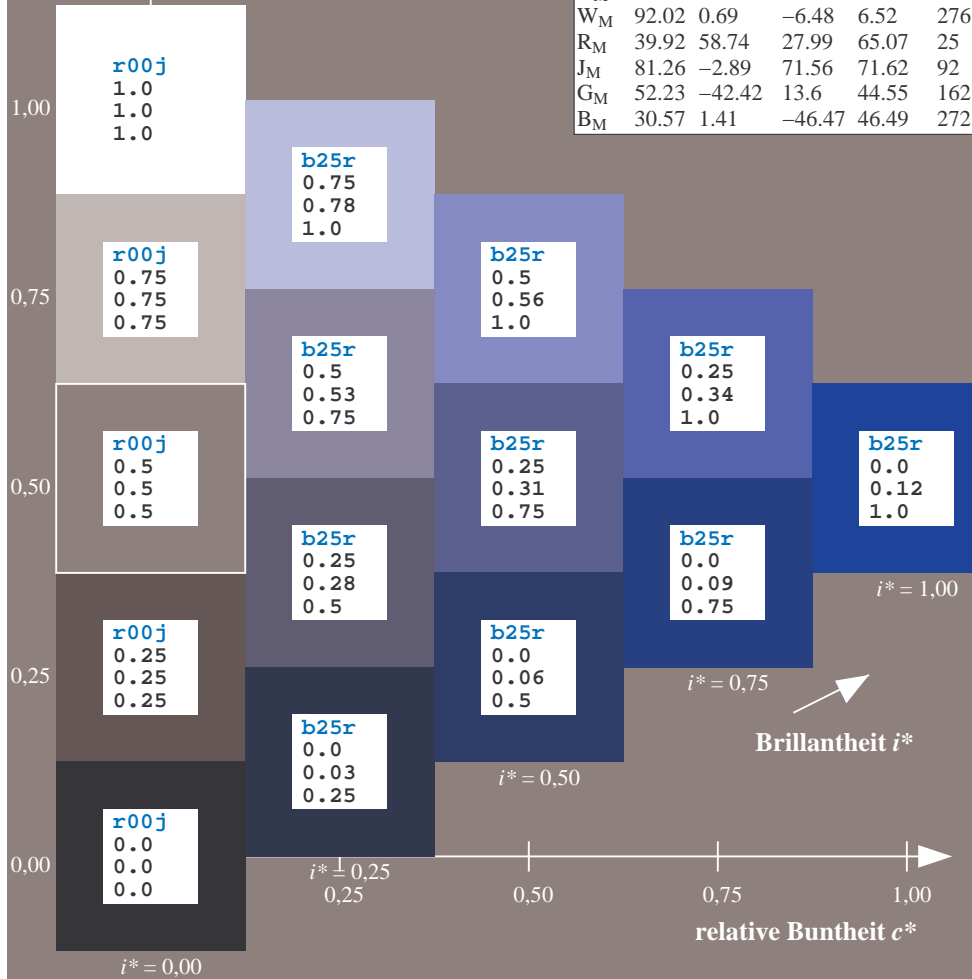 W_M 92.02 0.69 −6.48 6.52 276
R_M 39.92 58.74 27.99 65.07 25
J_M 81.26 −2.89 71.56 71.62 92
G_M 52.23 −42.42 13.6 44.55 162
B_M 30.57 1.41 −46.47 46.49 272
1,00
0,75
0,50
0,25
0,00
r00j
1.0
1.0
1.0
r00j
0.75
0.75
0.75
r00j
0.5
0.5
0.5
r00j
0.25
0.25
0.25
r00j
0.0
0.0
0.0
b25r
0.75
0.78
1.0
b25r
0.5
0.53
0.75
b25r
0.25
0.28
0.5
b25r
0.0
0.03
0.25
b25r
0.5
0.56
1.0
b25r
0.25
0.31
0.75
b25r
0.0
0.06
0.5
b25r
0.25
0.34
1.0
b25r
0.0
0.09
0.75
b25r
0.0
0.12
1.0
i* = 1,00
i* = 0,75
Brillantheit i*
i* = 0,50
i* = 0,25
0,25
0,50
0,75
1,00
relative Buntheit c*
i* = 0,00